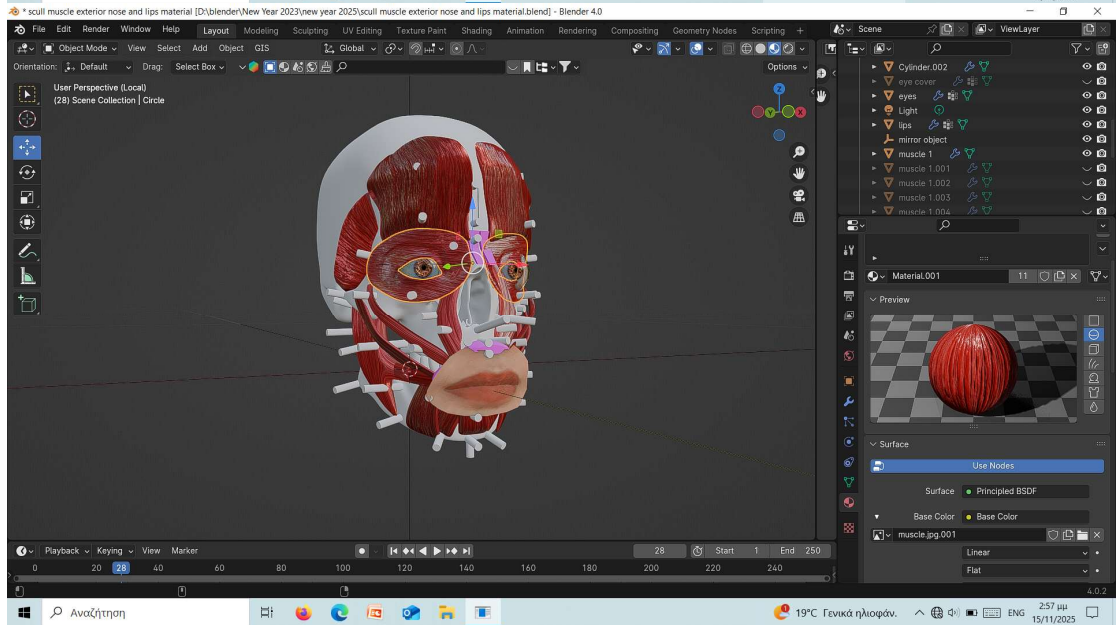 * scull muscle exterior nose and lips material [D:\blender\New Year 2023\new year 2025\scull muscle exterior nose and lips material.blend] - Blender 4.0
File Edit Render Window Help Layout Modeling Sculpting UV Editing Texture Paint Shading Animation Rendering Compositing Geometry Nodes Scripting + Scene ViewLayer
Object Mode View Select Add Object GIS Global
Orientation: Default Drag: Select Box Options
User Perspective (Local)
(28) Scene Collection | Circle
Z
Y
X
Cylinder.002
eye cover
eyes
Light
lips
mirror object
muscle 1
muscle 1.001
muscle 1.002
muscle 1.003
muscle 1.004
Material.001 11
Preview
Surface
Use Nodes
Surface Principled BSDF
Base Color Base Color
muscle.jpg.001
Linear
Flat
Playback Keying View Marker 28 Start 1 End 250
0 20 28 40 60 80 100 120 140 160 180 200 220 240
4.0.2
Αναζήτηση 19°C Γενικά ηλιοφάν. ENG 2:57 μμ
15/11/2025